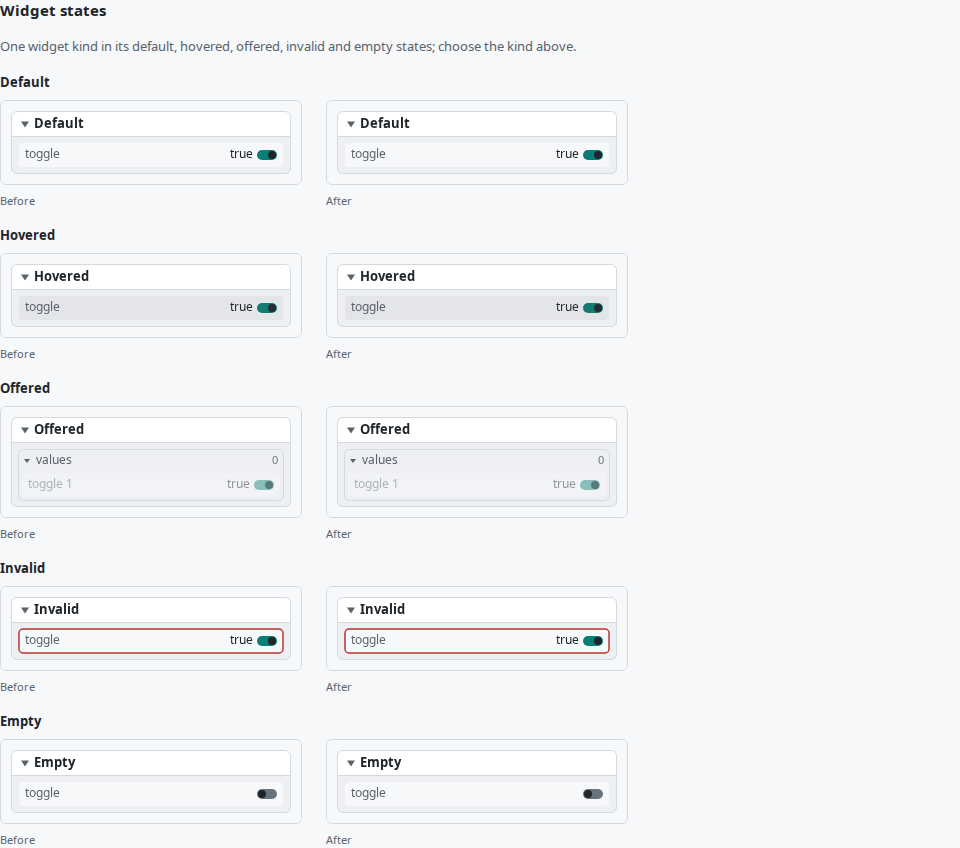 Widget states
One widget kind in its default, hovered, offered, invalid and empty states; choose the kind above.
Default
Default
toggle true
Before
Default
toggle true
After
Hovered
Hovered
toggle true
Before
Hovered
toggle true
After
Offered
Offered
values 0
toggle 1 true
Before
Offered
values 0
toggle 1 true
After
Invalid
Invalid
toggle true
Before
Invalid
toggle true
After
Empty
Empty
toggle
Before
Empty
toggle
After